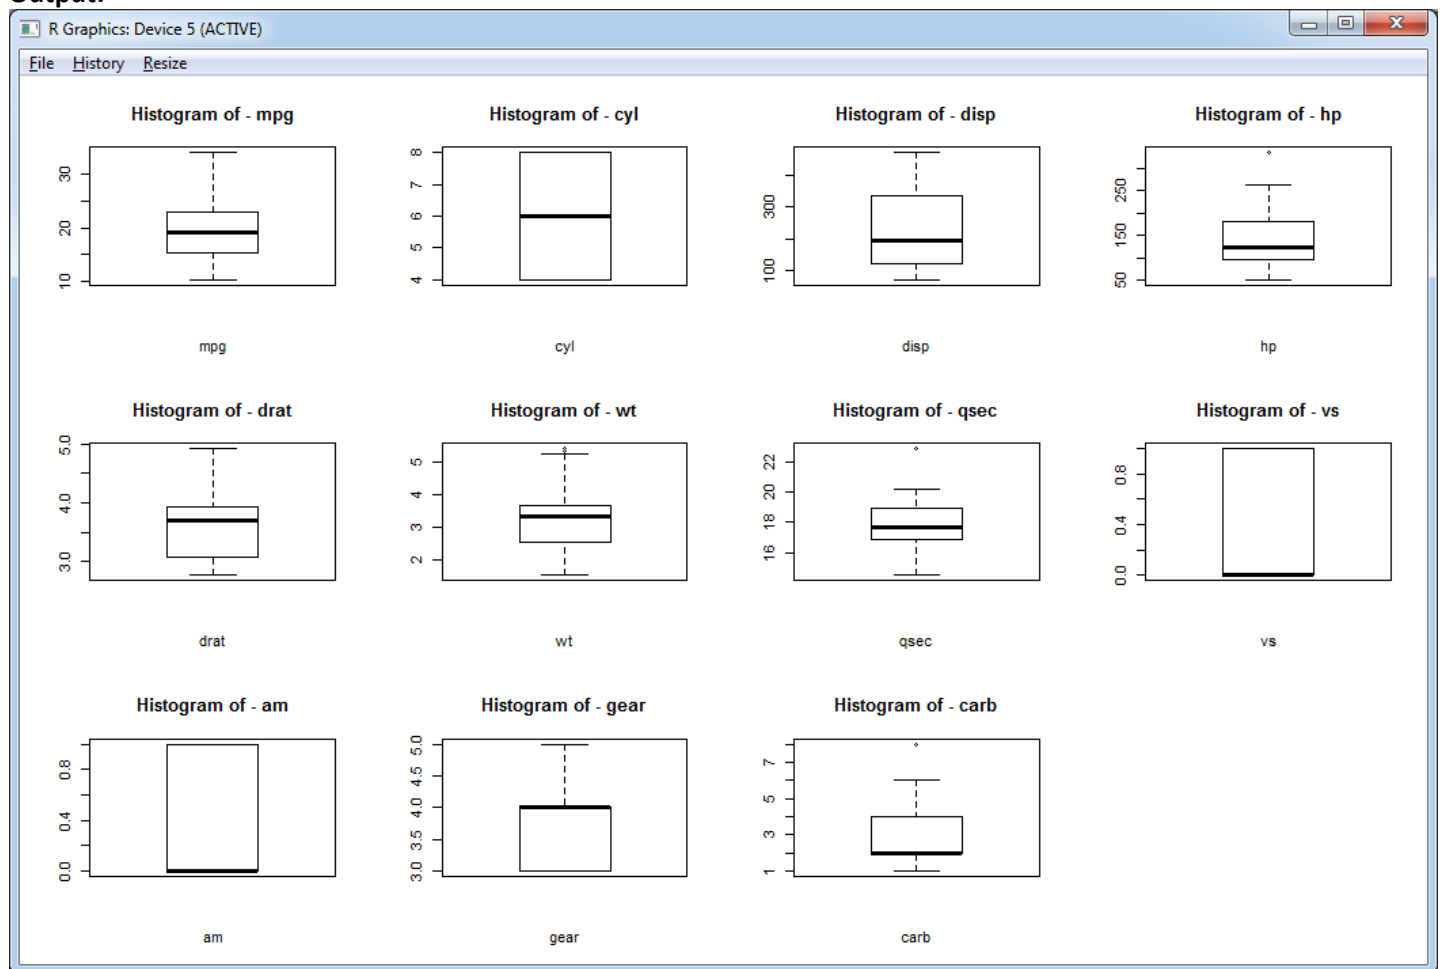 Output:
R Graphics: Device 5 (ACTIVE)
File History Resize
Histogram of - mpg
Histogram of - cyl
Histogram of - disp
Histogram of - hp
30
20
10
8
7
6
5
4
300
100
250
150
50
mpg
cyl
disp
hp
Histogram of - drat
Histogram of - wt
Histogram of - qsec
Histogram of - vs
5.0
4.0
3.0
5
4
3
2
22
20
18
16
0.8
0.4
0.0
drat
wt
qsec
vs
Histogram of - am
Histogram of - gear
Histogram of - carb
0.8
0.4
0.0
5.0
4.5
4.0
3.5
3.0
7
5
3
1
am
gear
carb